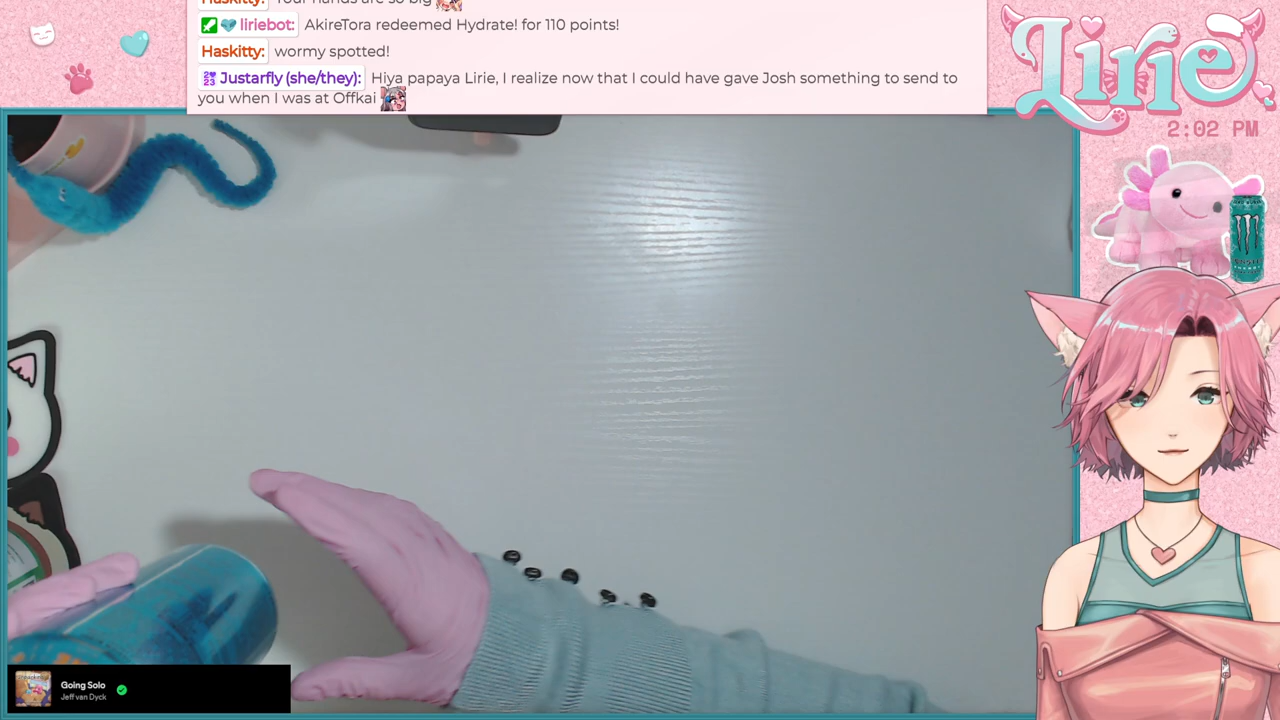 Haskitty: Your hands are so big
liriebot: AkireTora redeemed Hydrate! for 110 points!
Haskitty: wormy spotted!
Justarfly (she/they): Hiya papaya Lirie, I realize now that I could have gave Josh something to send to
you when I was at Offkai
Lirie
2:02 PM
Going Solo
Jeff van Dyck